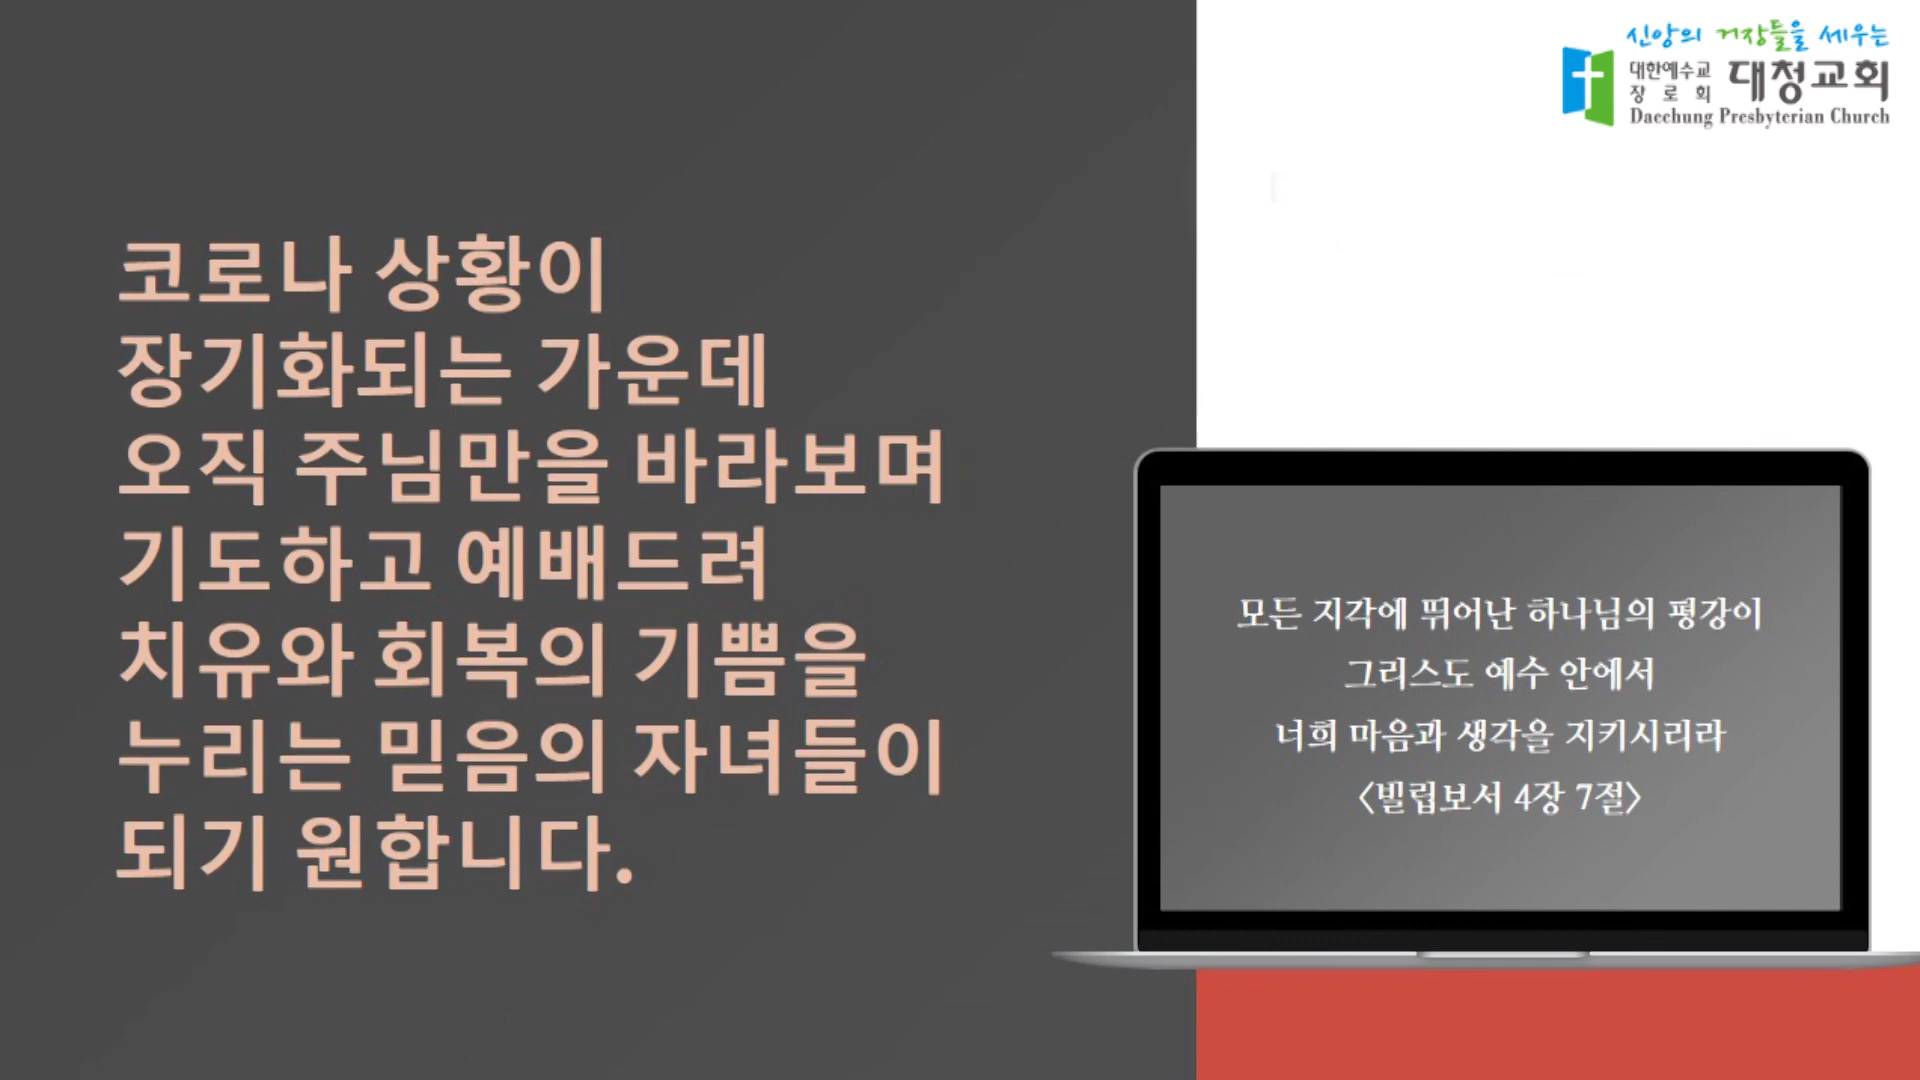 신앙의 거장들을 세우는
대한예수교
장로회
대청교회
Daechung Presbyterian Church
코로나 상황이
장기화되는 가운데
오직 주님만을 바라보며
기도하고 예배드려
치유와 회복의 기쁨을
누리는 믿음의 자녀들이
되기 원합니다.
모든 지각에 뛰어난 하나님의 평강이
그리스도 예수 안에서
너희 마음과 생각을 지키시리라
<빌립보서 4장 7절>